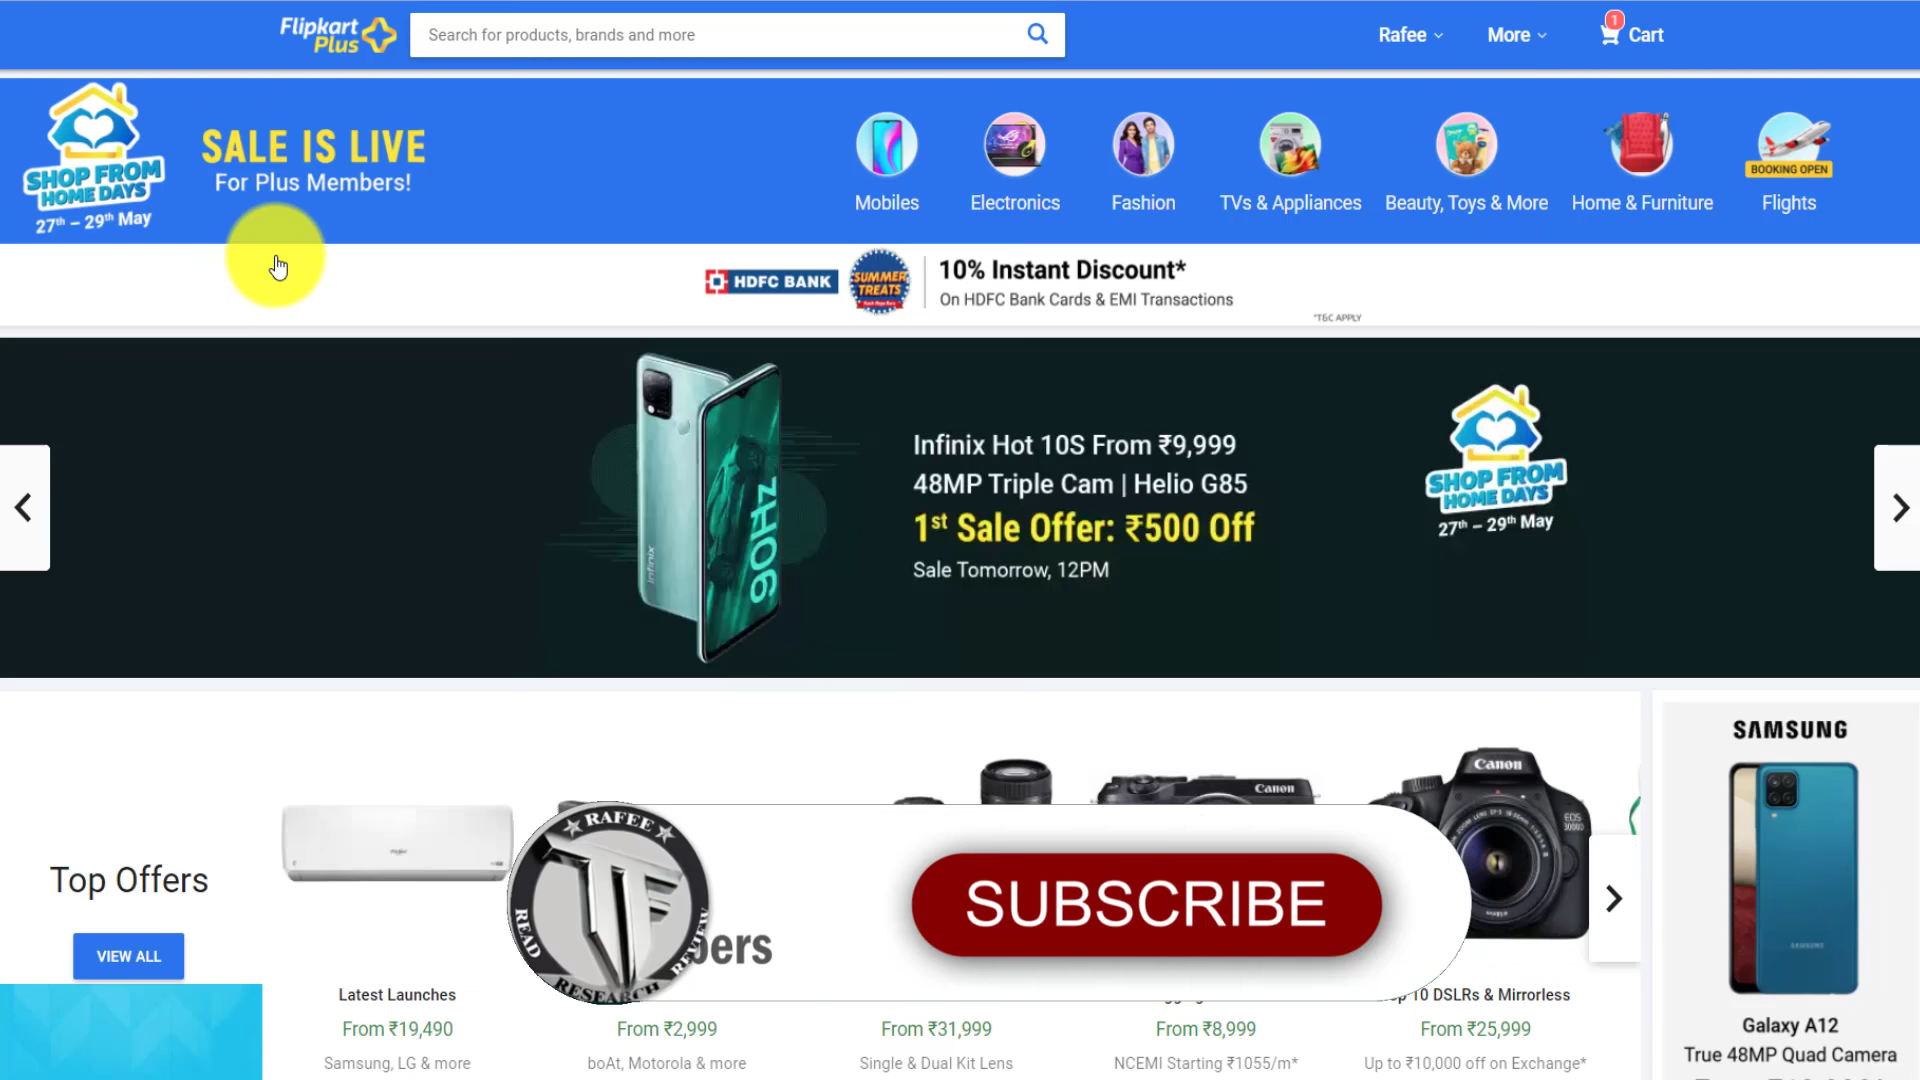 Flipkart
Plus
Search for products, brands and more
Rafee
More
1
Cart
SHOP FROM
HOME DAYS
27th – 29th May
SALE IS LIVE
For Plus Members!
Mobiles
Electronics
Fashion
TVs & Appliances
Beauty, Toys & More
Home & Furniture
BOOKING OPEN
Flights
HDFC BANK
SUMMER
TREATS
10% Instant Discount*
On HDFC Bank Cards & EMI Transactions
*T&C APPLY
Infinix
90Hz
Infinix Hot 10S From ₹9,999
48MP Triple Cam | Helio G85
1st Sale Offer: ₹500 Off
Sale Tomorrow, 12PM
SHOP FROM
HOME DAYS
27th – 29th May
Top Offers
VIEW ALL
Canon
Canon
EOS
3000D
RAFEE
READ
RESEARCH
REVIEW
SUBSCRIBE
Latest Launches
10 DSLRs & Mirrorless
From ₹19,490
From ₹2,999
From ₹31,999
From ₹8,999
From ₹25,999
Samsung, LG & more
boAt, Motorola & more
Single & Dual Kit Lens
NCEMI Starting ₹1055/m*
Up to ₹10,000 off on Exchange*
SAMSUNG
SAMSUNG
Galaxy A12
True 48MP Quad Camera